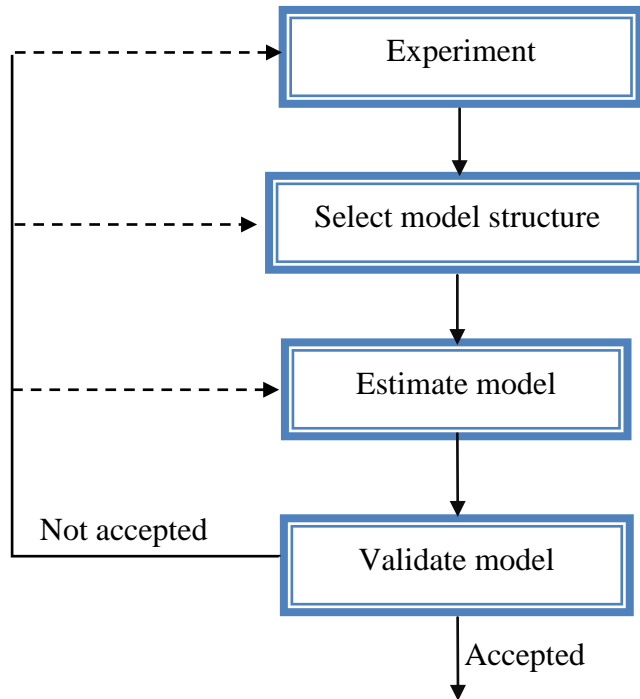 Experiment
Select model structure
Estimate model
Not accepted
Validate model
Accepted